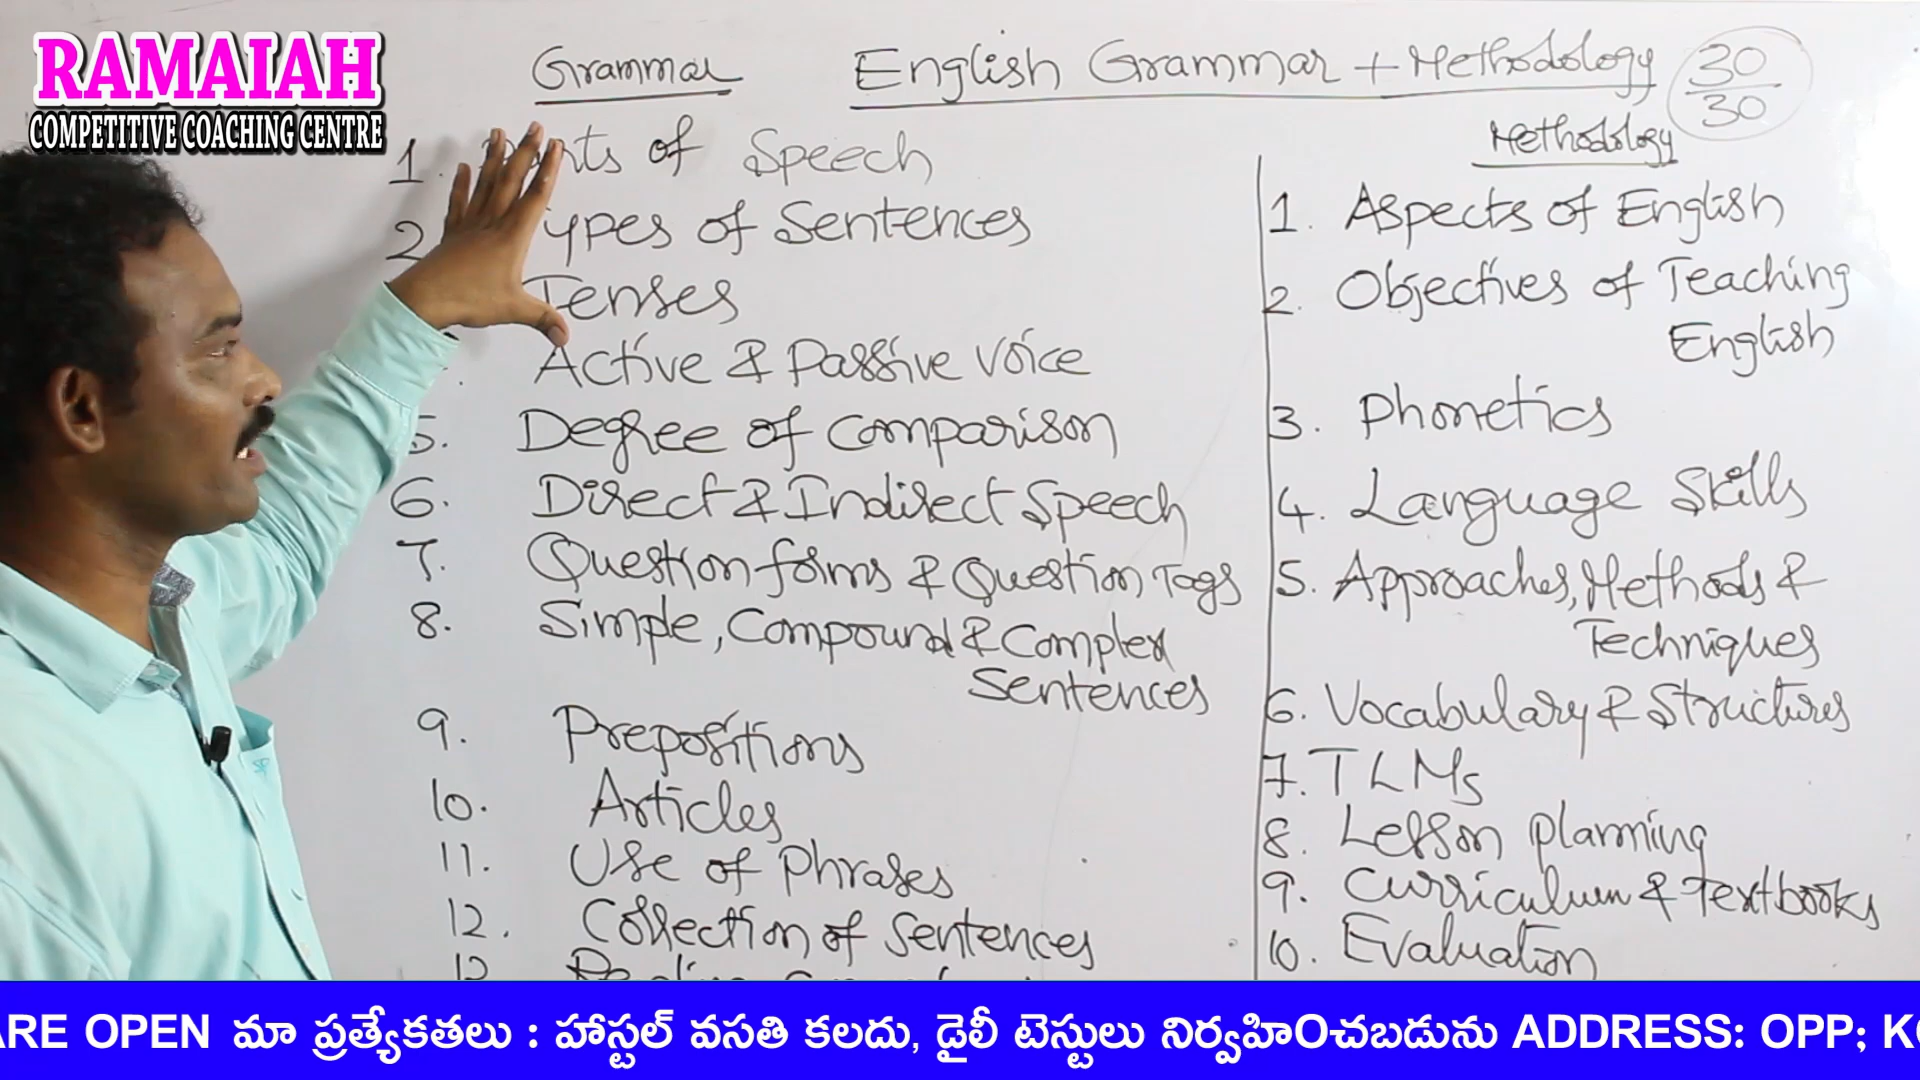 RAMAIAH
COMPETITIVE COACHING CENTRE
English Grammar + Methodology 30/30
Grammar
1. Parts of Speech
2. Types of Sentences
Tenses
Active & Passive Voice
5. Degree of Comparison
6. Direct & Indirect Speech
7. Question forms & Question Tags
8. Simple, Compound & Complex
Sentences
9. Prepositions
10. Articles
11. Use of Phrases
12. Collection of Sentences
13
Methodology
1. Aspects of English
2. Objectives of Teaching
English
3. Phonetics
4. Language Skills
5. Approaches, Methods &
Techniques
6. Vocabulary & Structures
7. TLMs
8. Lesson planning
9. Curriculum & Textbooks
10. Evaluation
ARE OPEN మా ప్రత్యేకతలు : హాస్టల్ వసతి కలదు, డైలీ టెస్టులు నిర్వహిOచబడును ADDRESS: OPP; K